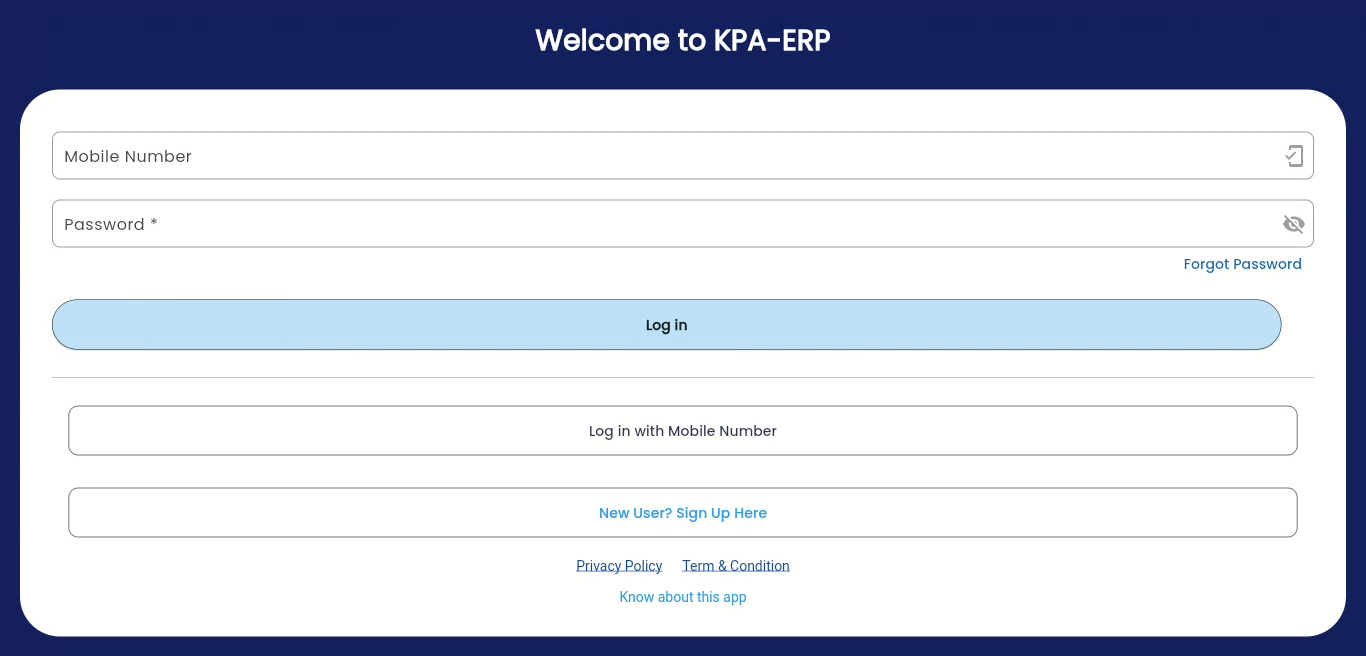 Welcome to KPA-ERP
Mobile Number
Password *
Forgot Password
Log in
Log in with Mobile Number
New User? Sign Up Here
Privacy Policy Term & Condition
Know about this app